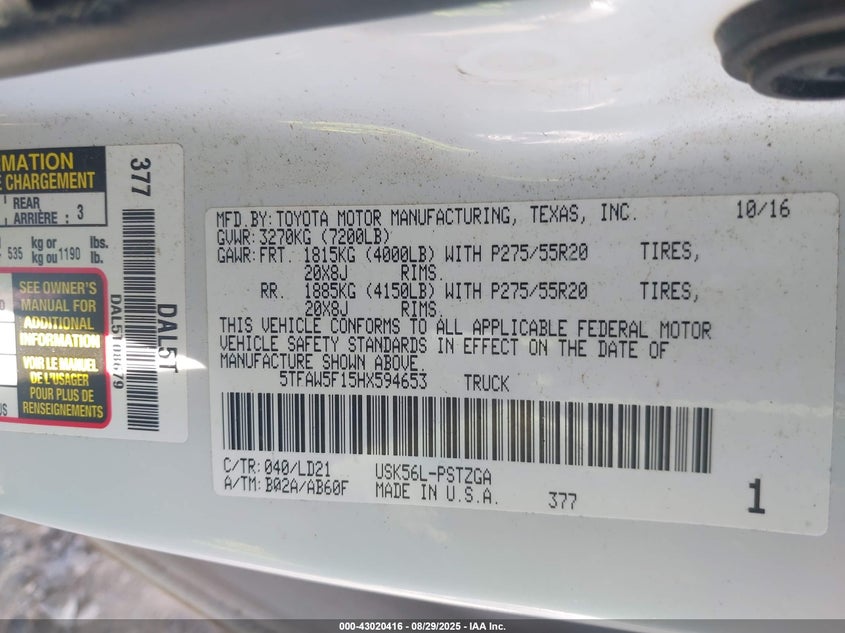 RMATION
E CHARGEMENT
REAR
ARRIÈRE : 3
535 kg or kg ou 1190 lbs. lb.
SEE OWNER'S
MANUAL FOR
ADDITIONAL
INFORMATION
VOIR LE MANUEL
DE L'USAGER
POUR PLUS DE
RENSEIGNEMENTS
US
377
DAL5T
MFD.BY:TOYOTA MOTOR MANUFACTURING, TEXAS, INC. 10/16
GVWR:3270KG (7200LB)
GAWR:FRT. 1815KG (4000LB) WITH P275/55R20 TIRES,
20X8J RIMS.
RR. 1885KG (4150LB) WITH P275/55R20 TIRES,
20X8J RIMS.
THIS VEHICLE CONFORMS TO ALL APPLICABLE FEDERAL MOTOR
VEHICLE SAFETY STANDARDS IN EFFECT ON THE DATE OF
MANUFACTURE SHOWN ABOVE.
5TFAW5F15HX594653 TRUCK
C/TR:040/LD21 USK56L-PSTZGA
A/TM:B02A/AB60F MADE IN U.S.A. 377 1
000-43020416 - 08/29/2025 - IAA Inc.